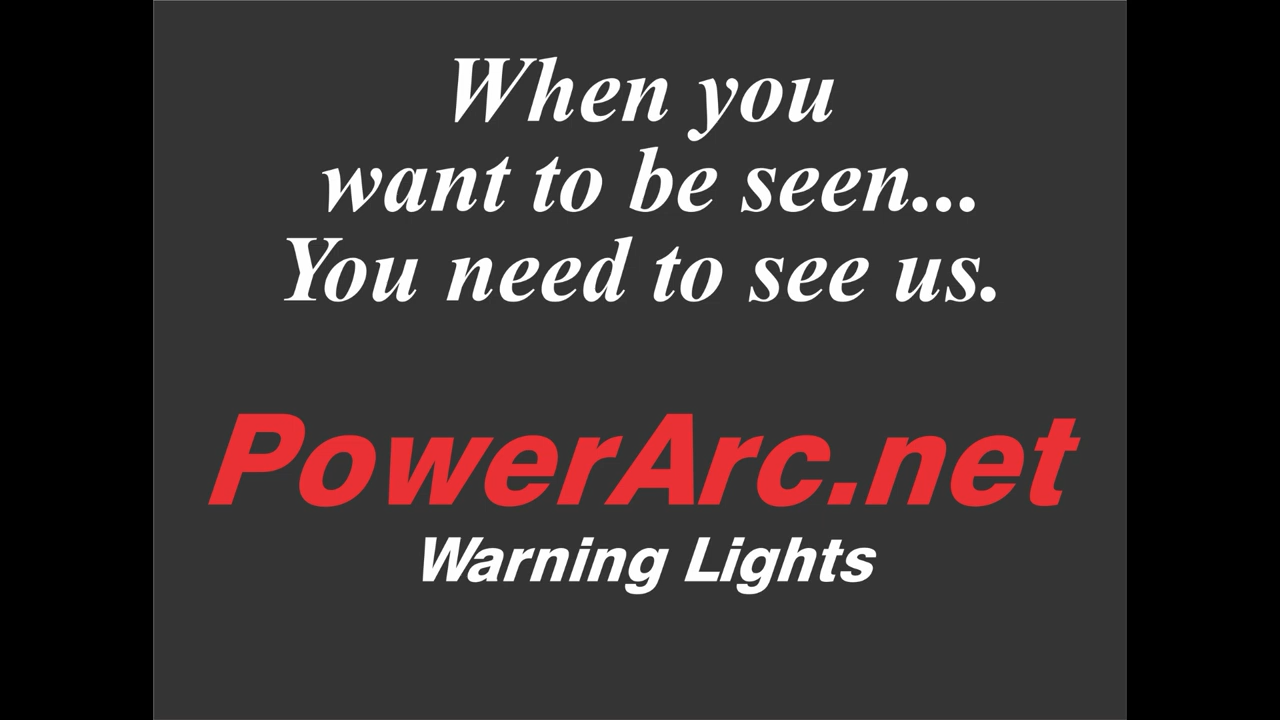 When you
want to be seen...
You need to see us.
PowerArc.net
Warning Lights